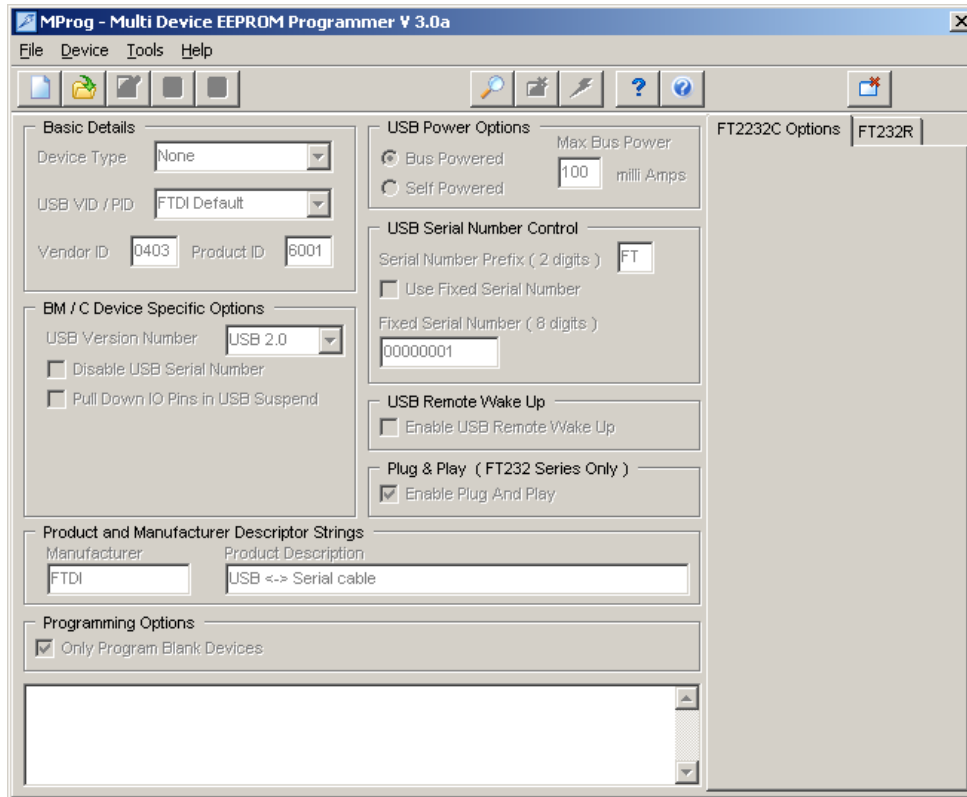 MProg - Multi Device EEPROM Programmer V 3.0a
File Device Tools Help
Basic Details
Device Type None
USB VID / PID FTDI Default
Vendor ID 0403 Product ID 6001
BM / C Device Specific Options
USB Version Number USB 2.0
Disable USB Serial Number
Pull Down IO Pins in USB Suspend
USB Power Options
Bus Powered
Self Powered
Max Bus Power
100 milli Amps
USB Serial Number Control
Serial Number Prefix ( 2 digits ) FT
Use Fixed Serial Number
Fixed Serial Number ( 8 digits )
00000001
USB Remote Wake Up
Enable USB Remote Wake Up
Plug & Play ( FT232 Series Only )
Enable Plug And Play
Product and Manufacturer Descriptor Strings
Manufacturer Product Description
FTDI USB <-> Serial cable
Programming Options
Only Program Blank Devices
FT2232C Options FT232R